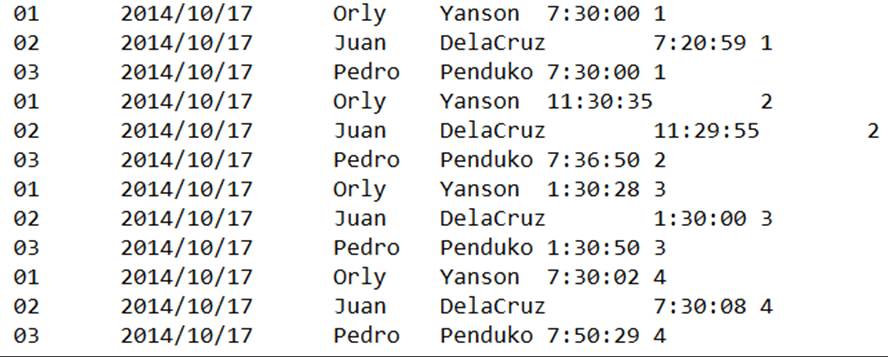 01	2014/10/17	Orly	Yanson	7:30:00	1
02	2014/10/17	Juan	DelaCruz	7:20:59	1
03	2014/10/17	Pedro	Penduko	7:30:00	1
01	2014/10/17	Orly	Yanson	11:30:35	2
02	2014/10/17	Juan	DelaCruz	11:29:55	2
03	2014/10/17	Pedro	Penduko	7:36:50	2
01	2014/10/17	Orly	Yanson	1:30:28	3
02	2014/10/17	Juan	DelaCruz	1:30:00	3
03	2014/10/17	Pedro	Penduko	1:30:50	3
01	2014/10/17	Orly	Yanson	7:30:02	4
02	2014/10/17	Juan	DelaCruz	7:30:08	4
03	2014/10/17	Pedro	Penduko	7:50:29	4